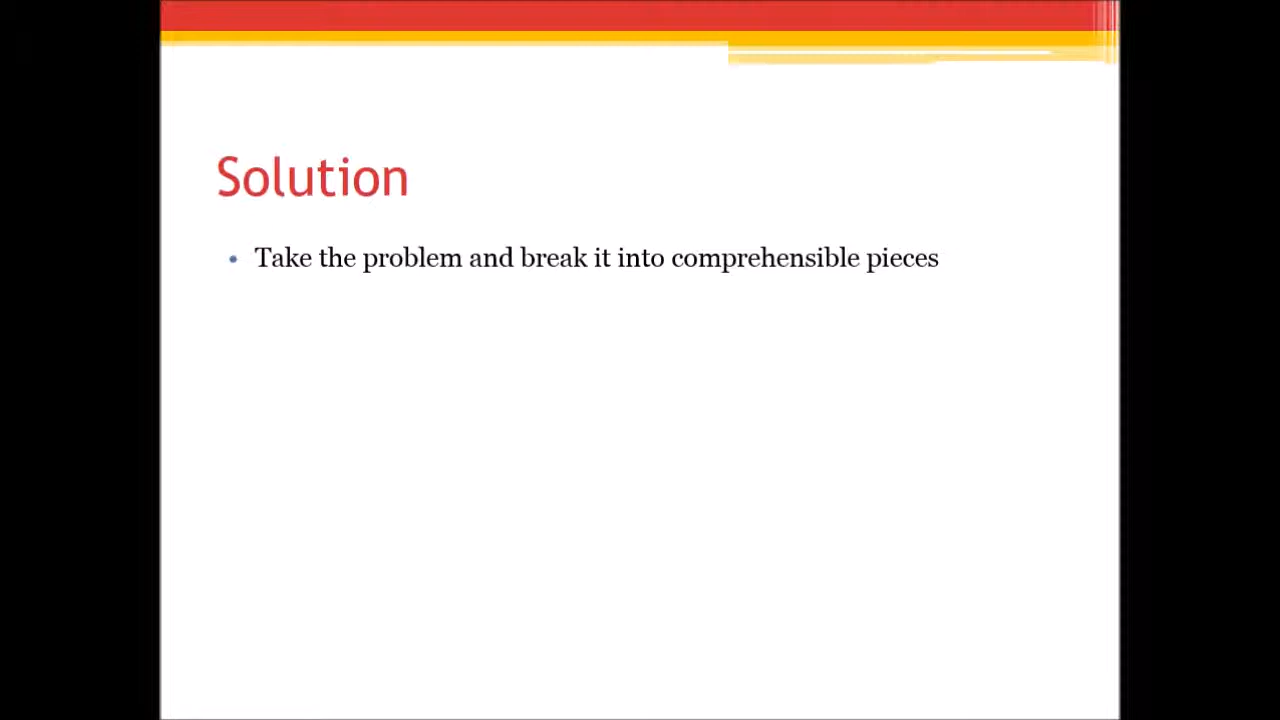 Solution
• Take the problem and break it into comprehensible pieces